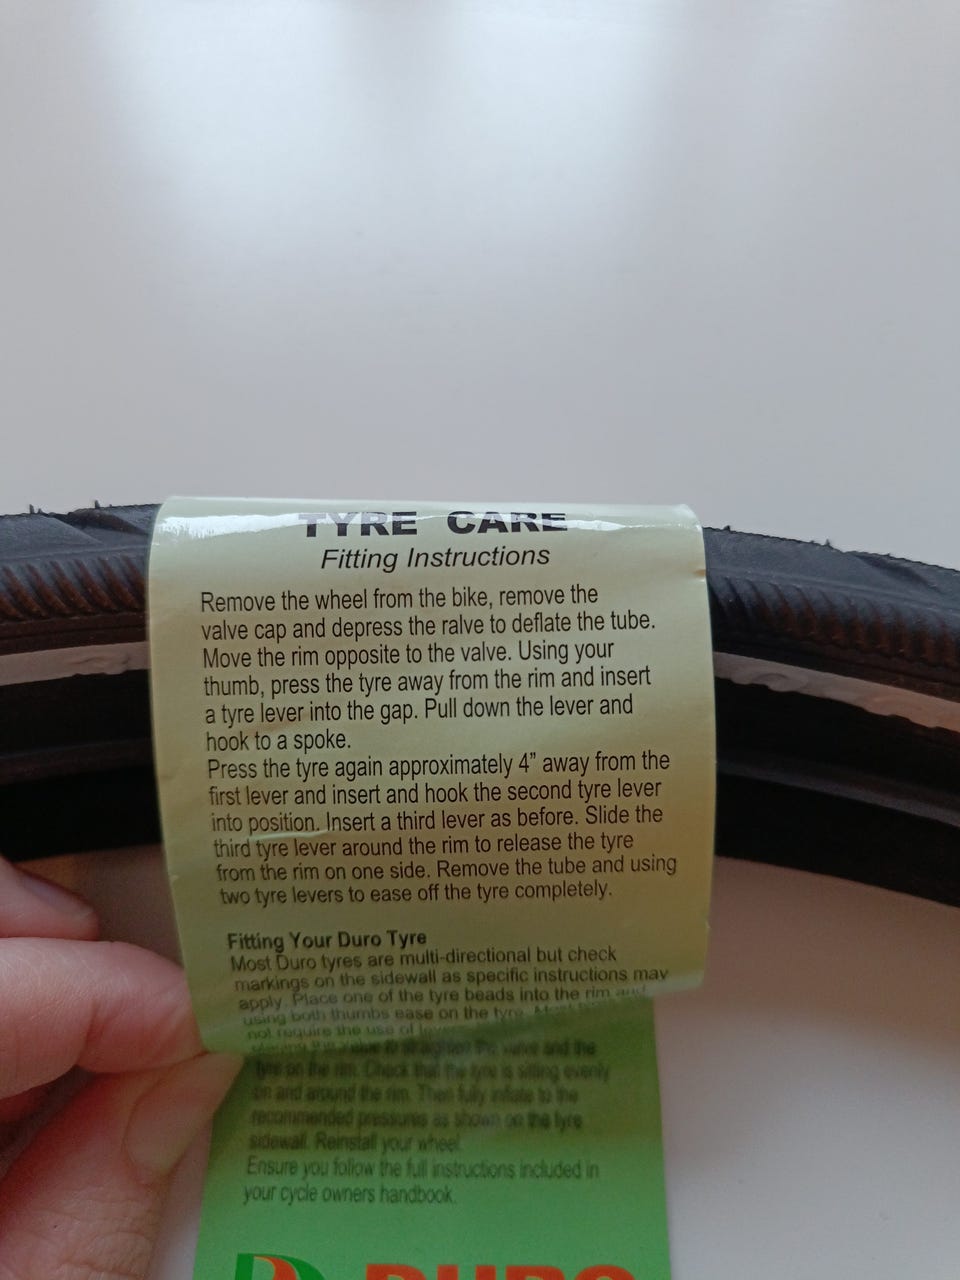 TYRE CARE
Fitting Instructions
Remove the wheel from the bike, remove the
valve cap and depress the ralve to deflate the tube.
Move the rim opposite to the valve. Using your
thumb, press the tyre away from the rim and insert
a tyre lever into the gap. Pull down the lever and
hook to a spoke.
Press the tyre again approximately 4” away from the
first lever and insert and hook the second tyre lever
into position. Insert a third lever as before. Slide the
third tyre lever around the rim to release the tyre
from the rim on one side. Remove the tube and using
two tyre levers to ease off the tyre completely.
Fitting Your Duro Tyre
Most Duro tyres are multi-directional but check
markings on the sidewall as specific instructions may
apply. Place one of the tyre beads into the rim and
using both thumbs ease on the tyre. Most
not require the use of
and the
tyre on the rim. Check that the tyre is sitting evenly
on and around the rim. Then fully inflate to the
recommended pressures as shown on the tyre
sidewall. Reinstall your wheel.
Ensure you follow the full instructions included in
your cycle owners handbook.
DURO